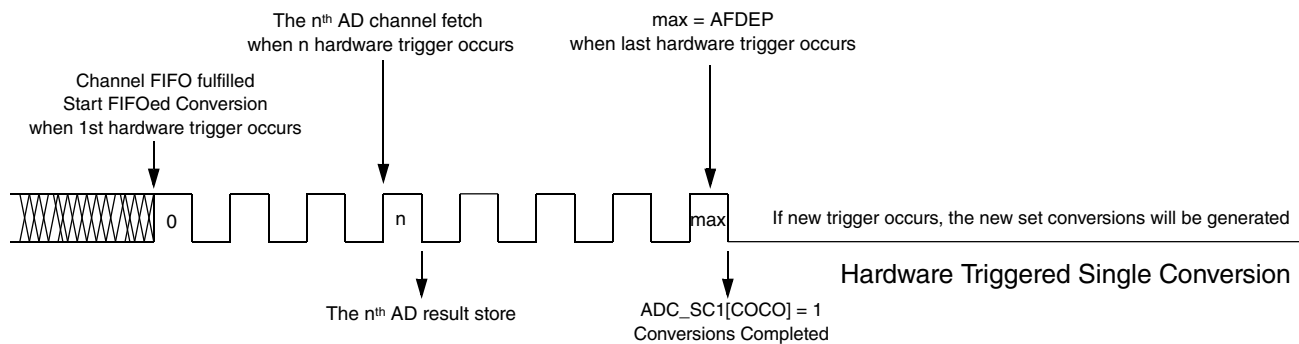 The nth AD channel fetch
when n hardware trigger occurs
max = AFDEP
when last hardware trigger occurs
Channel FIFO fulfilled
Start FIFOed Conversion
when 1st hardware trigger occurs
0
n
max
If new trigger occurs, the new set conversions will be generated
Hardware Triggered Single Conversion
The nth AD result store
ADC_SC1[COCO] = 1
Conversions Completed